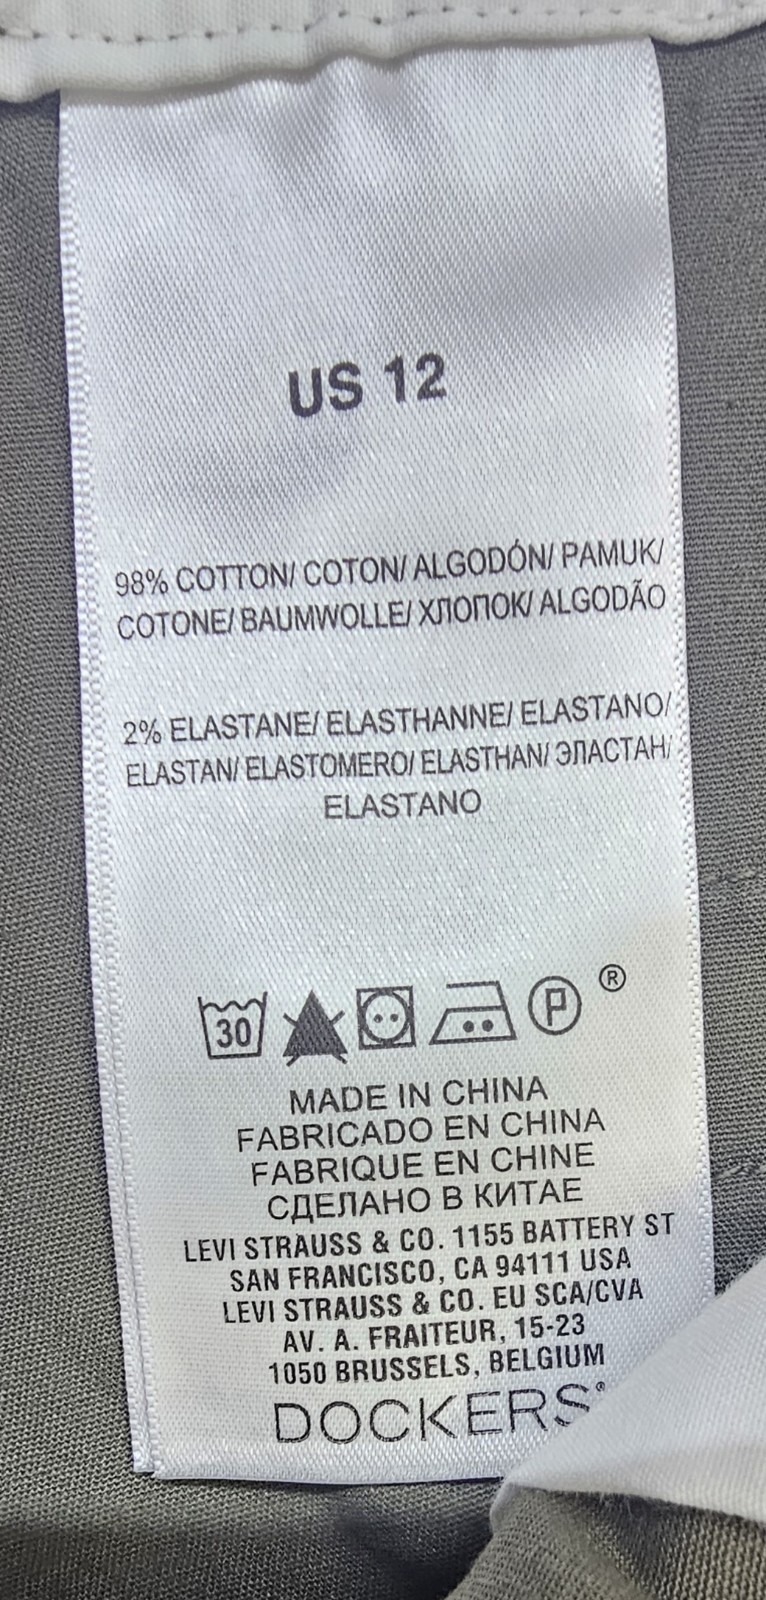 US 12
98% COTTON/ COTON/ ALGODÓN/ PAMUK/
COTONE/ BAUMWOLLE/ ХЛОПОК/ ALGODÃO
2% ELASTANE/ ELASTHANNE/ ELASTANO/
ELASTAN/ ELASTOMERO/ ELASTHAN/ ЭЛАСТАН/
ELASTANO
30 P ®
MADE IN CHINA
FABRICADO EN CHINA
FABRIQUE EN CHINE
СДЕЛАНО В КИТАЕ
LEVI STRAUSS & CO. 1155 BATTERY ST
SAN FRANCISCO, CA 94111 USA
LEVI STRAUSS & CO. EU SCA/CVA
AV. A. FRAITEUR, 15-23
1050 BRUSSELS, BELGIUM
DOCKERS®